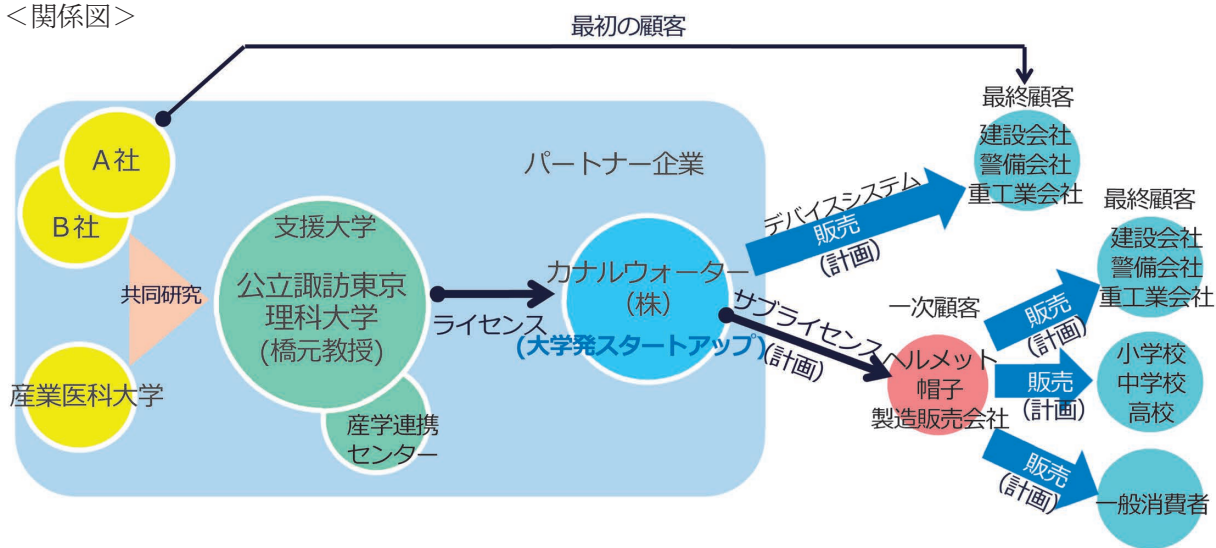 ＜関係図＞
最初の顧客
A社
B社
共同研究
産業医科大学
支援大学
公立諏訪東京
理科大学
(橋元教授)
産学連携
センター
ライセンス
パートナー企業
カナルウォーター
（株）
(大学発スタートアップ)
デバイスシステム
販売
(計画)
最終顧客
建設会社
警備会社
重工業会社
サブライセンス
(計画)
一次顧客
ヘルメット
帽子
製造販売会社
販売
(計画)
最終顧客
建設会社
警備会社
重工業会社
販売
(計画)
小学校
中学校
高校
販売
(計画)
一般消費者